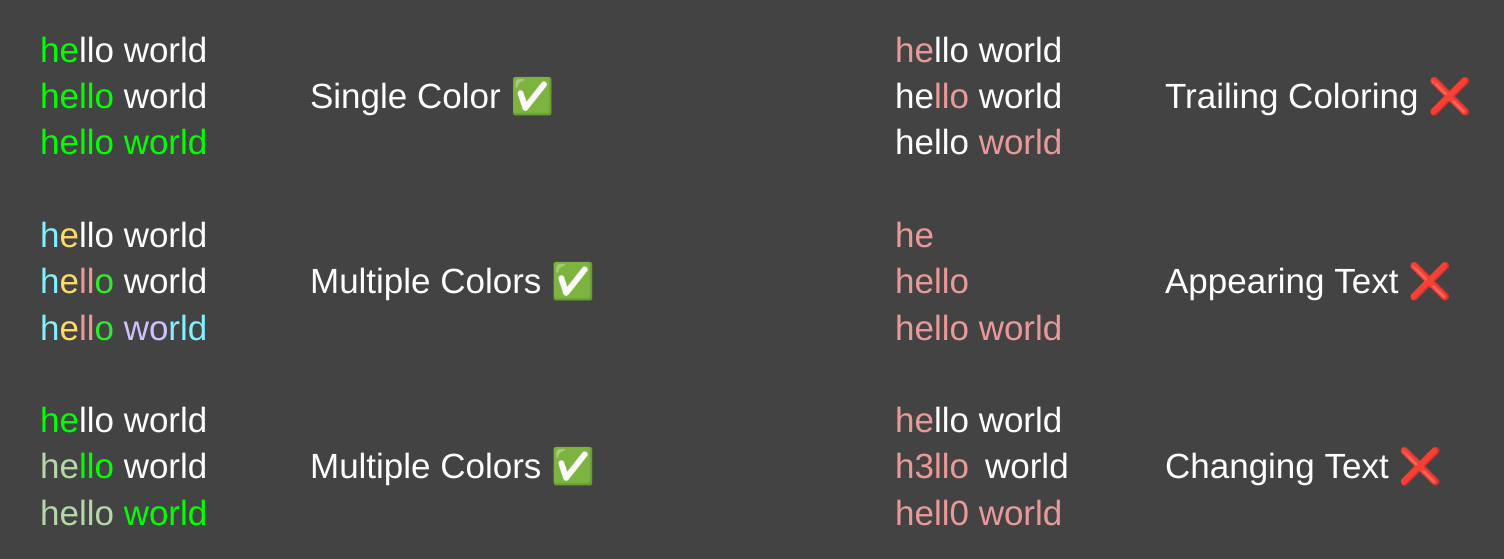 hello world
hello world
Single Color ✅
hello world
hello world
hello world
Trailing Coloring ❌
hello world
hello world
hello world
Multiple Colors ✅
hello world
he
hello
Appearing Text ❌
hello world
hello world
hello world
Multiple Colors ✅
hello world
hello world
h3llo world
Changing Text ❌
hell0 world